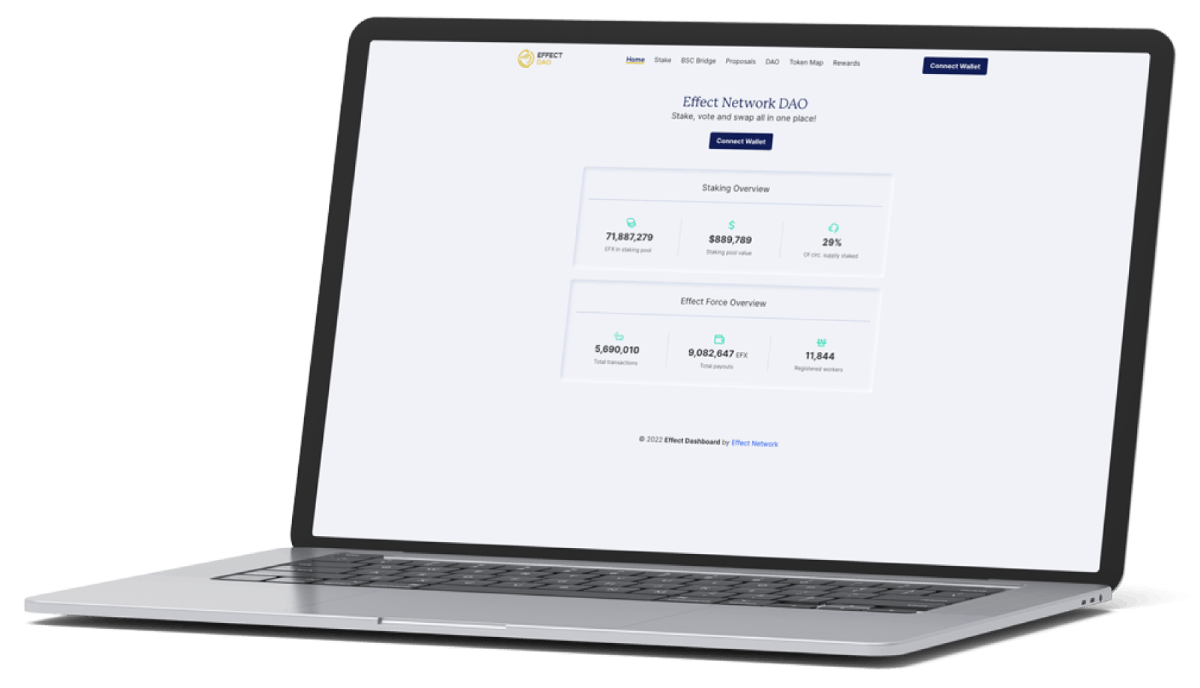 EFFECT
DAO
Home Stake BSC Bridge Proposals DAO Token Map Rewards
Connect Wallet
Effect Network DAO
Stake, vote and swap all in one place!
Connect Wallet
Staking Overview
71,887,279 $889,789 29%
EFX in staking pool Staking pool value Of circ. supply staked
Effect Force Overview
5,690,010 9,082,647 EFX 11,844
Total transactions Total payouts Registered workers
© 2022 Effect Dashboard by Effect Network